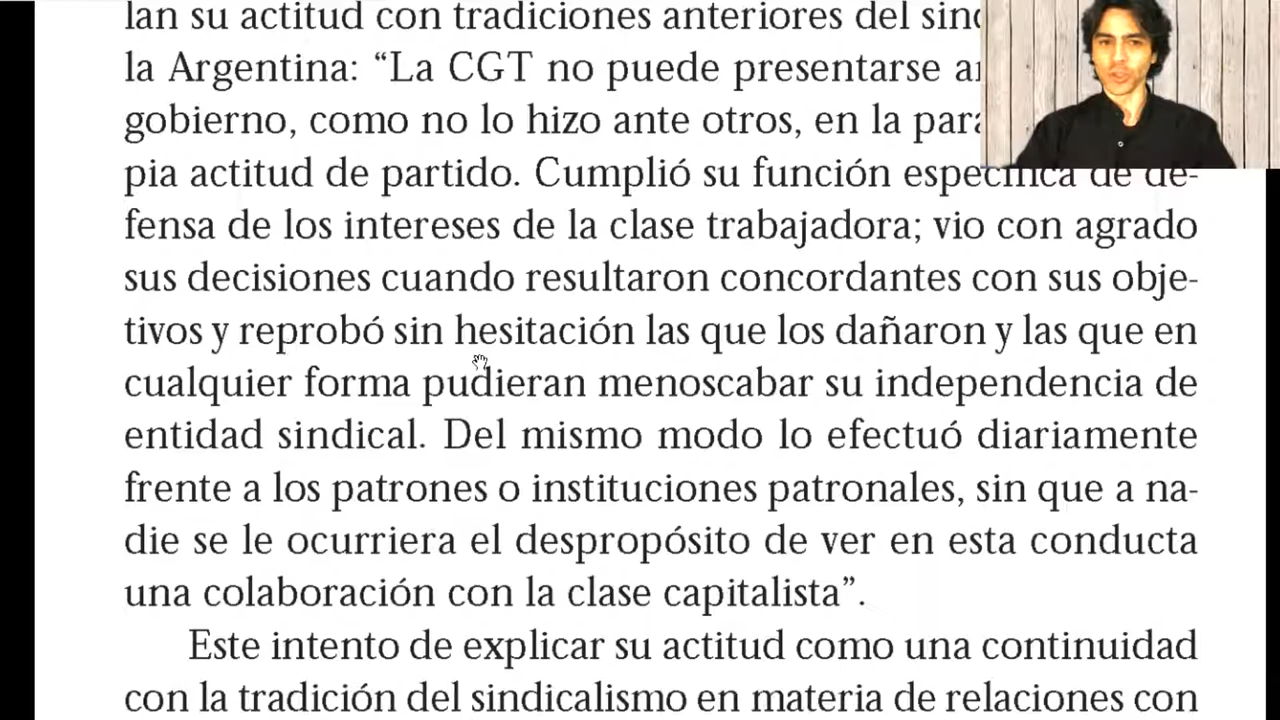 lan su actitud con tradiciones anteriores del
la Argentina: “La CGT no puede presentarse
gobierno, como no lo hizo ante otros, en la
pia actitud de partido. Cumplió su función específica de de-
fensa de los intereses de la clase trabajadora; vio con agrado
sus decisiones cuando resultaron concordantes con sus obje-
tivos y reprobó sin hesitación las que los dañaron y las que en
cualquier forma pudieran menoscabar su independencia de
entidad sindical. Del mismo modo lo efectuó diariamente
frente a los patrones o instituciones patronales, sin que a na-
die se le ocurriera el despropósito de ver en esta conducta
una colaboración con la clase capitalista”.
Este intento de explicar su actitud como una continuidad
con la tradición del sindicalismo en materia de relaciones con